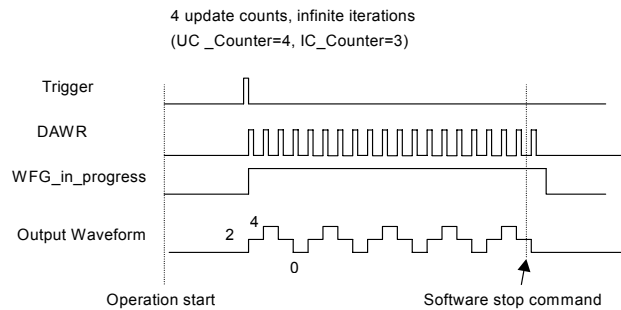 4 update counts, infinite iterations
(UC _Counter=4, IC_Counter=3)
Trigger
DAWR
WFG_in_progress
Output Waveform
2
4
0
Operation start
Software stop command